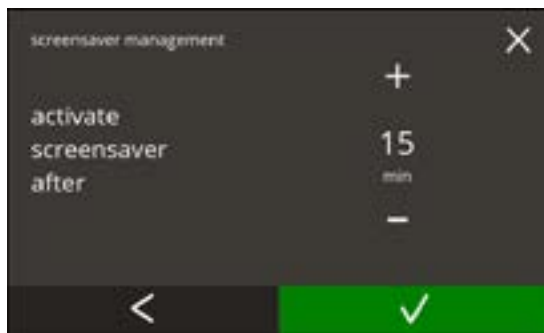 screensaver management
+
activate
screensaver
after
15
min